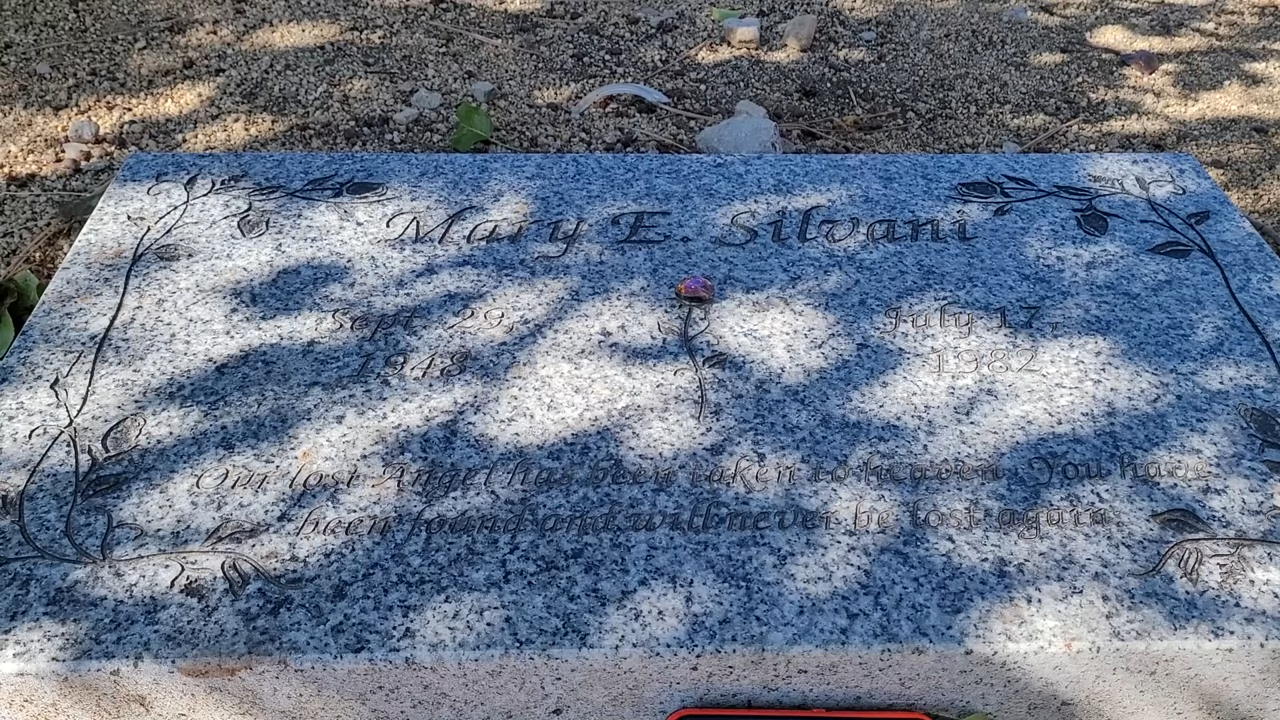 Mary E. Silvani
Sept. 29,
1948
July 17,
1982
Our lost Angel has been taken to heaven. You have
been found and will never be lost again.